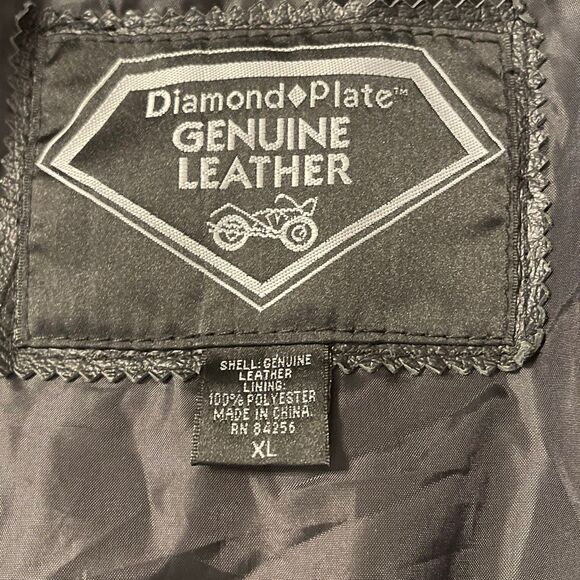 Diamond♦Plate™
GENUINE
LEATHER
SHELL: GENUINE
LEATHER
LINING:
100% POLYESTER
MADE IN CHINA.
RN 84256
XL